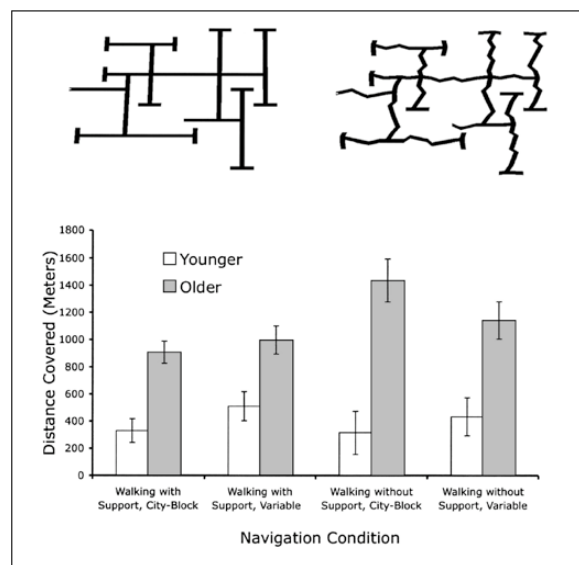 1800
1600
1400
1200
1000
800
600
400
200
0
Distance Covered (Meters)
Younger
Older
Walking with
Support, City-Block
Walking with
Support, Variable
Walking without
Support, City-Block
Walking without
Support, Variable
Navigation Condition